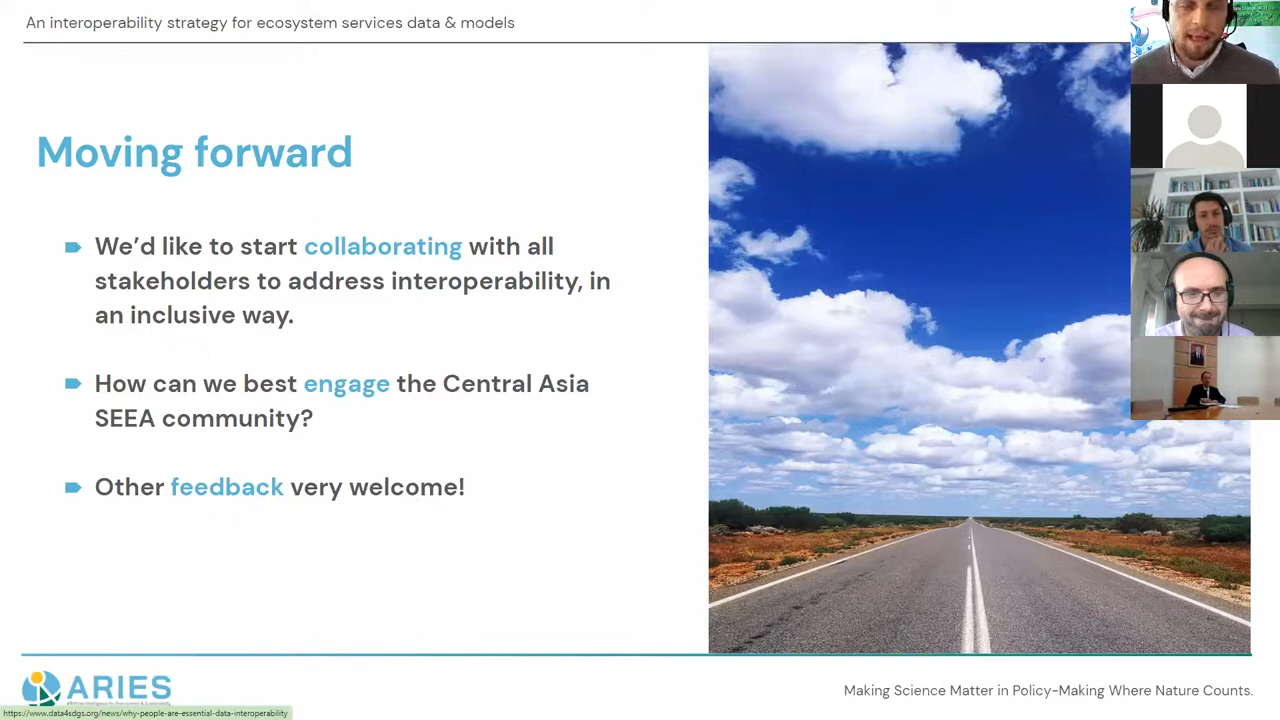 An interoperability strategy for ecosystem services data & models
Moving forward
We’d like to start collaborating with all
stakeholders to address interoperability, in
an inclusive way.
How can we best engage the Central Asia
SEEA community?
Other feedback very welcome!
ARIES
Making Science Matter in Policy-Making Where Nature Counts.
https://www.data4sdgs.org/news/why-people-are-essential-data-interoperability